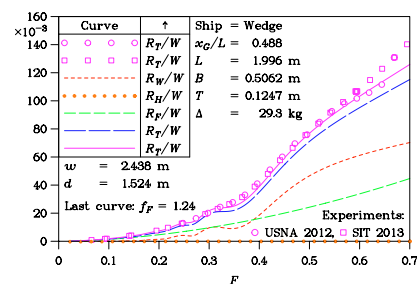 160
×10⁻³
140
120
100
80
60
40
20
0
Curve ↑
R_T/W
R_T/W
R_W/W
R_H/W
R_F/W
R_T/W
R_T/W
Ship = Wedge
x_G/L = 0.488
L = 1.996 m
B = 0.5062 m
T = 0.1247 m
Δ = 29.3 kg
w = 2.438 m
d = 1.524 m
Last curve: f_F = 1.24
Experiments:
USNA 2012, SIT 2013
0.0 0.1 0.2 0.3 0.4 0.5 0.6 0.7
F